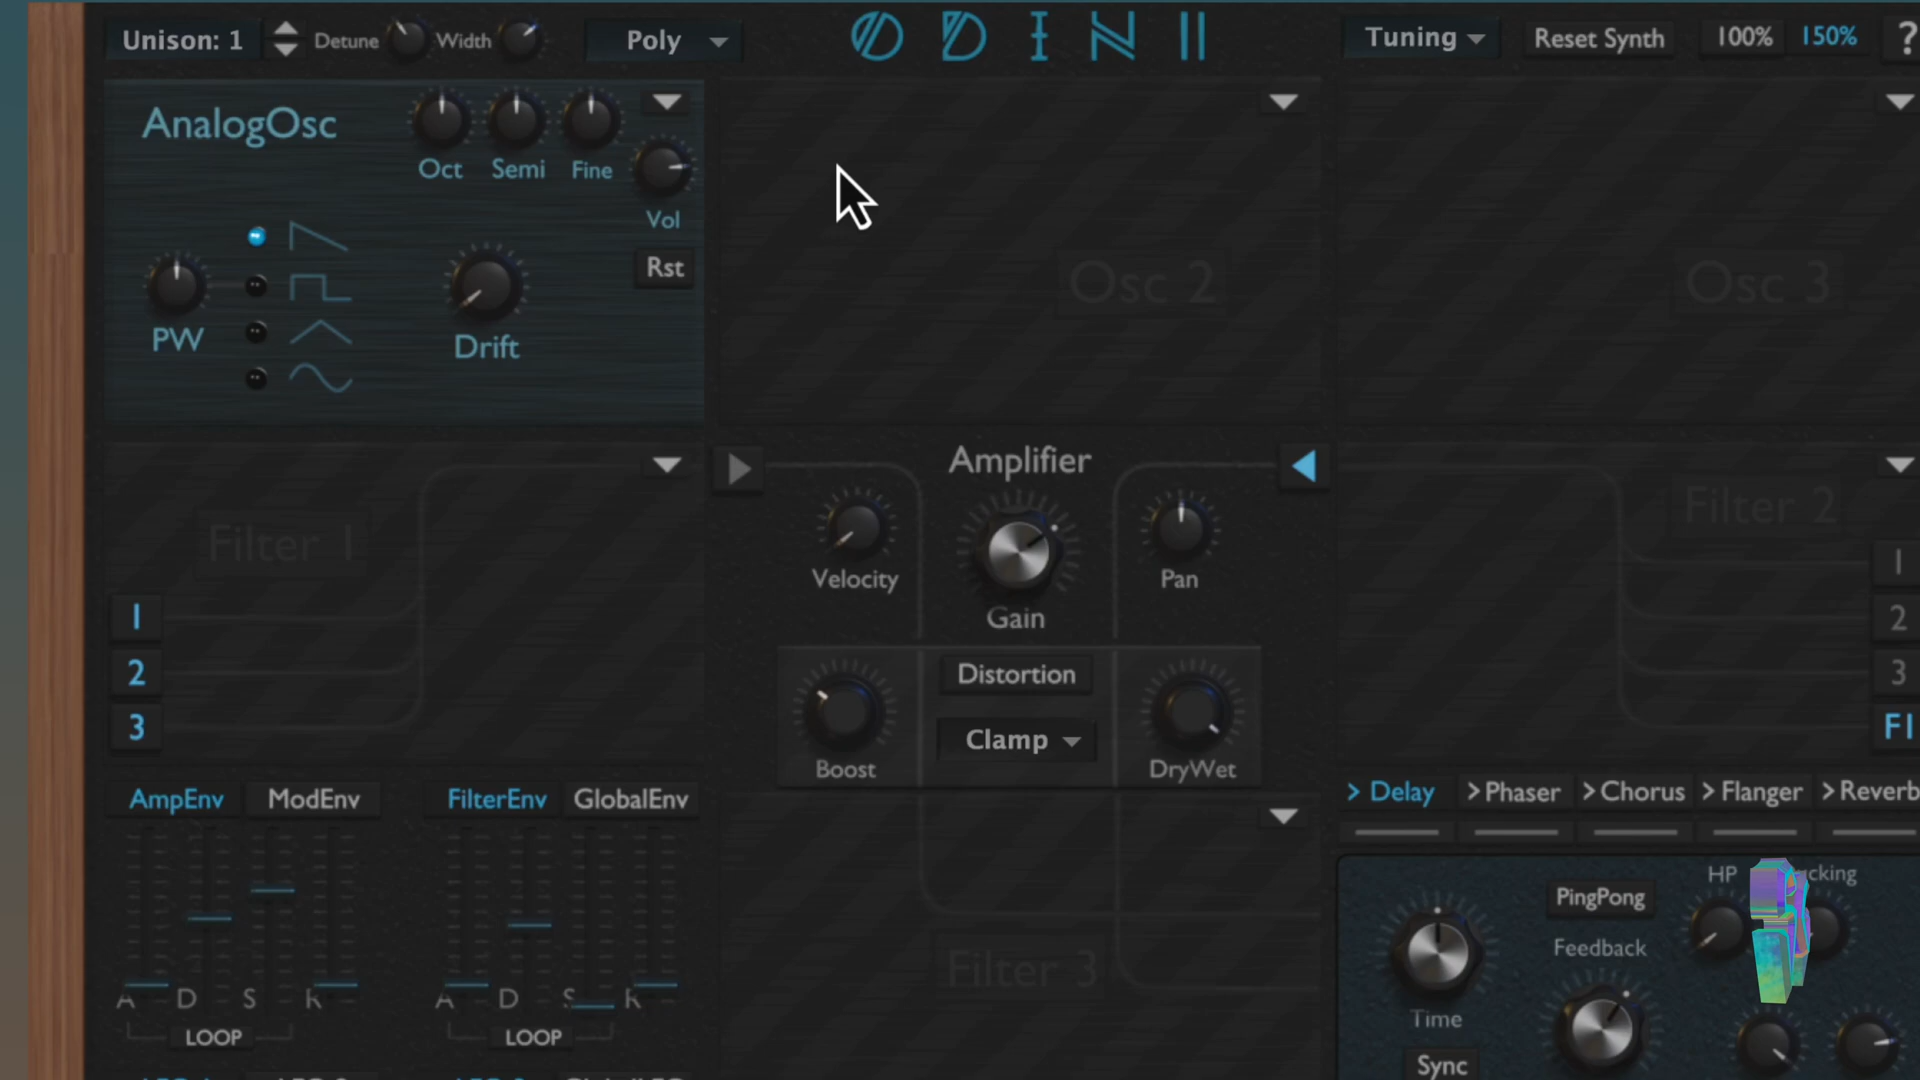 Unison: 1
Detune
Width
Poly
ODIN II
Tuning
Reset Synth
100%
150%
?
AnalogOsc
Oct
Semi
Fine
Vol
Rst
PW
Drift
Osc 2
Osc 3
Amplifier
Velocity
Gain
Pan
Filter 1
Filter 2
1
2
3
1
2
3
F1
Distortion
Clamp
Boost
DryWet
AmpEnv
ModEnv
FilterEnv
GlobalEnv
> Delay
> Phaser
> Chorus
> Flanger
> Reverb
A D S R
LOOP
A D S R
LOOP
Filter 3
PingPong
Feedback
HP
Time
Sync